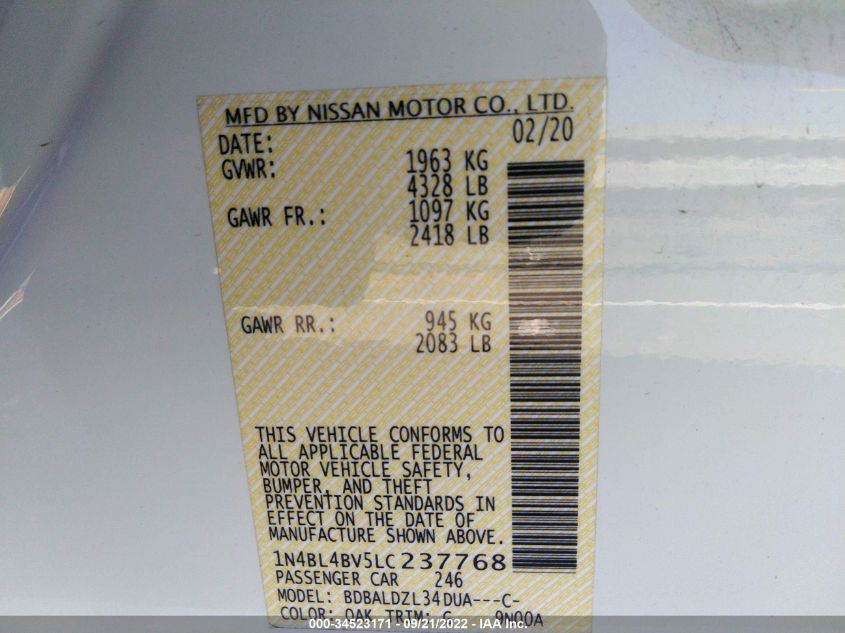 MFD BY NISSAN MOTOR CO., LTD.
DATE: 02/20
GVWR: 1963 KG
4328 LB
GAWR FR.: 1097 KG
2418 LB
GAWR RR.: 945 KG
2083 LB
THIS VEHICLE CONFORMS TO
ALL APPLICABLE FEDERAL
MOTOR VEHICLE SAFETY,
BUMPER, AND THEFT
PREVENTION STANDARDS IN
EFFECT ON THE DATE OF
MANUFACTURE SHOWN ABOVE.
1N4BL4BV5LC237768
PASSENGER CAR 246
MODEL: BDBALDZL34DUA---C-
COLOR: QAK TRIM: G
000-34523171 - 09/21/2022 - IAA Inc.